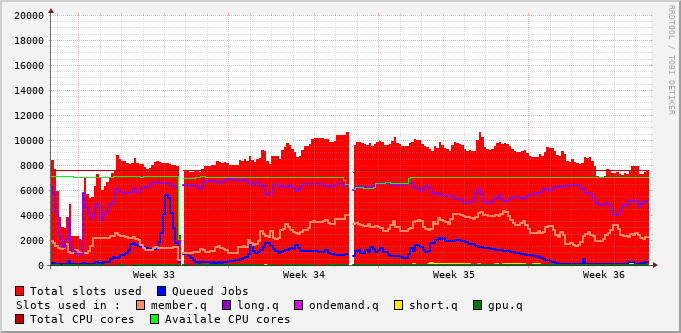 20000
18000
16000
14000
12000
10000
8000
6000
4000
2000
0
Week 33 Week 34 Week 35 Week 36
RRDTOOL / TOBI OETIKER
Total slots used Queued Jobs
Slots used in : member.q long.q ondemand.q short.q gpu.q
Total CPU cores Availale CPU cores